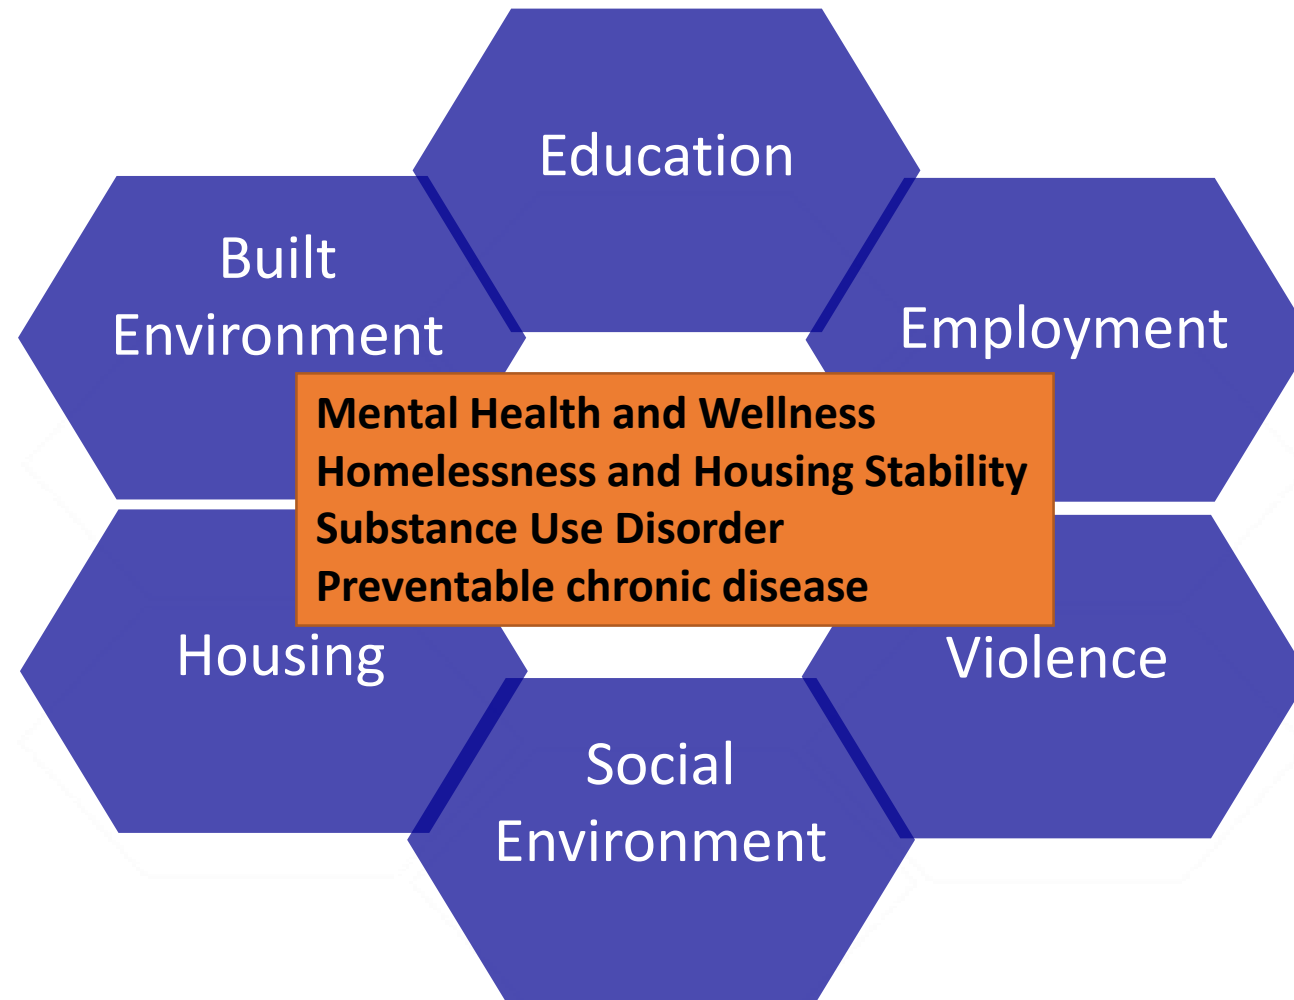 Education
Built
Environment
Employment
Mental Health and Wellness
Homelessness and Housing Stability
Substance Use Disorder
Preventable chronic disease
Housing
Violence
Social
Environment